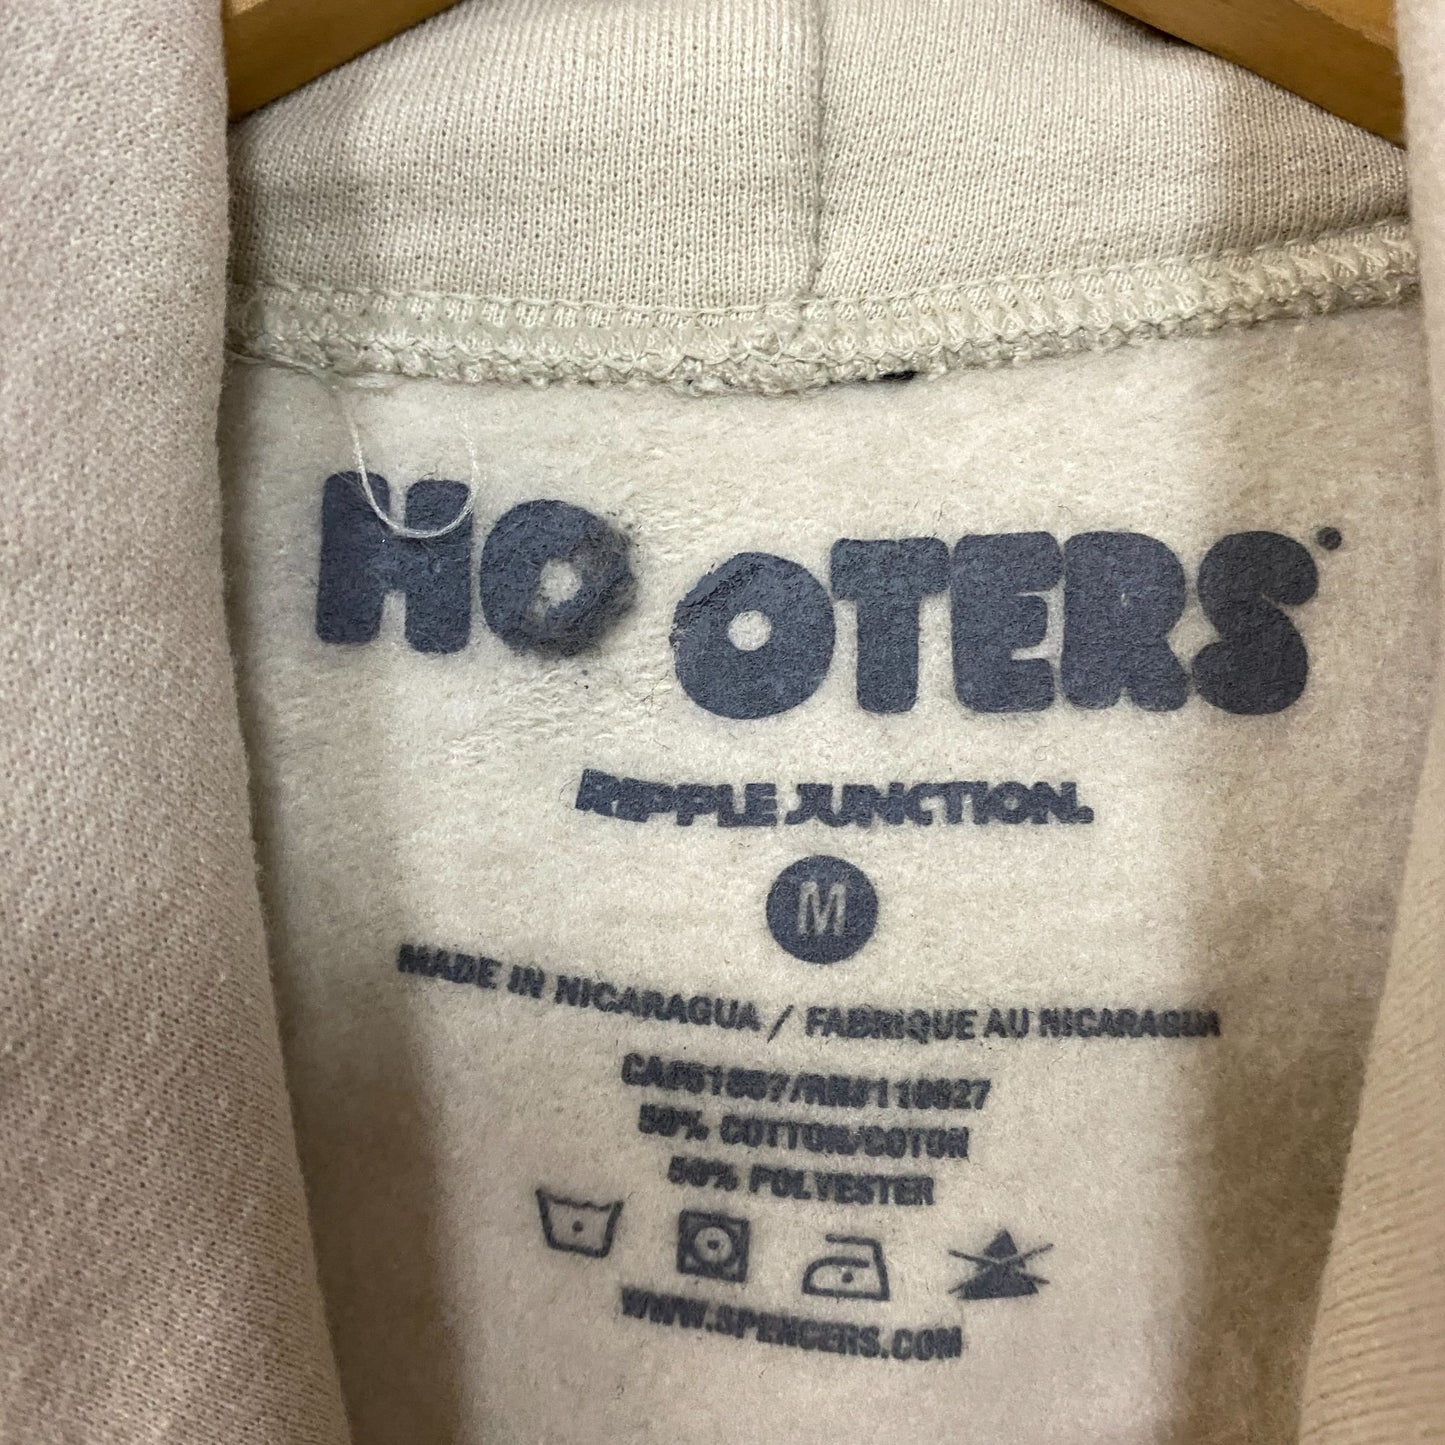 HOOTERS
RIPPLE JUNCTION.
M
MADE IN NICARAGUA / FABRIQUE AU NICARAGUA
50% COTTON/COTON
50% POLYESTER
WWW.SPENCERS.COM